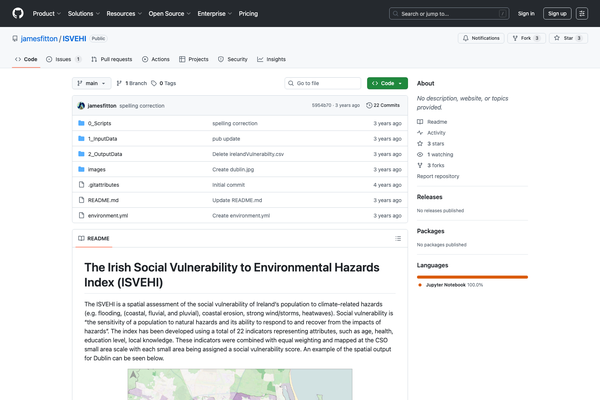 Product Solutions Resources Open Source Enterprise Pricing Search or jump to... / Sign in Sign up
jamesfitton / ISVEHI Public Notifications Fork 3 Star 3
Code Issues 1 Pull requests Actions Projects Security Insights
main 1 Branch 0 Tags Go to file Code
jamesfitton spelling correction 5954b70 · 3 years ago 22 Commits
0_Scripts spelling correction 3 years ago
1_InputData pub update 3 years ago
2_OutputData Delete IrelandVulnerabilty.csv 3 years ago
images Create dublin.jpg 3 years ago
.gitattributes Initial commit 4 years ago
README.md Update README.md 3 years ago
environment.yml Create environment.yml 3 years ago
README
The Irish Social Vulnerability to Environmental Hazards
Index (ISVEHI)
The ISVEHI is a spatial assessment of the social vulnerability of Ireland's population to climate-related hazards
(e.g. flooding, (coastal, fluvial, and pluvial), coastal erosion, strong wind/storms, heatwaves). Social vulnerability is
"the sensitivity of a population to natural hazards and its ability to respond to and recover from the impacts of
hazards". The index has been developed using a total of 22 indicators representing attributes, such as age, health,
education level, local knowledge. These indicators were combined with equal weighting and mapped at the CSO
small area scale with each small area being assigned a social vulnerability score. An example of the spatial output
for Dublin can be seen below.
About
No description, website, or topics
provided.
Readme
Activity
3 stars
1 watching
3 forks
Report repository
Releases
No releases published
Packages
No packages published
Languages
Jupyter Notebook 100.0%